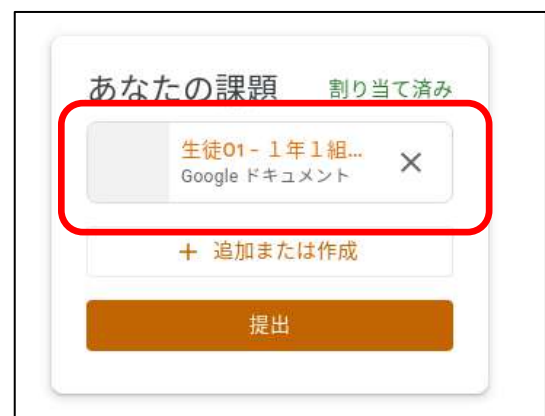 あなたの課題 割り当て済み
生徒01 - １年１組...
Google ドキュメント
＋ 追加または作成
提出